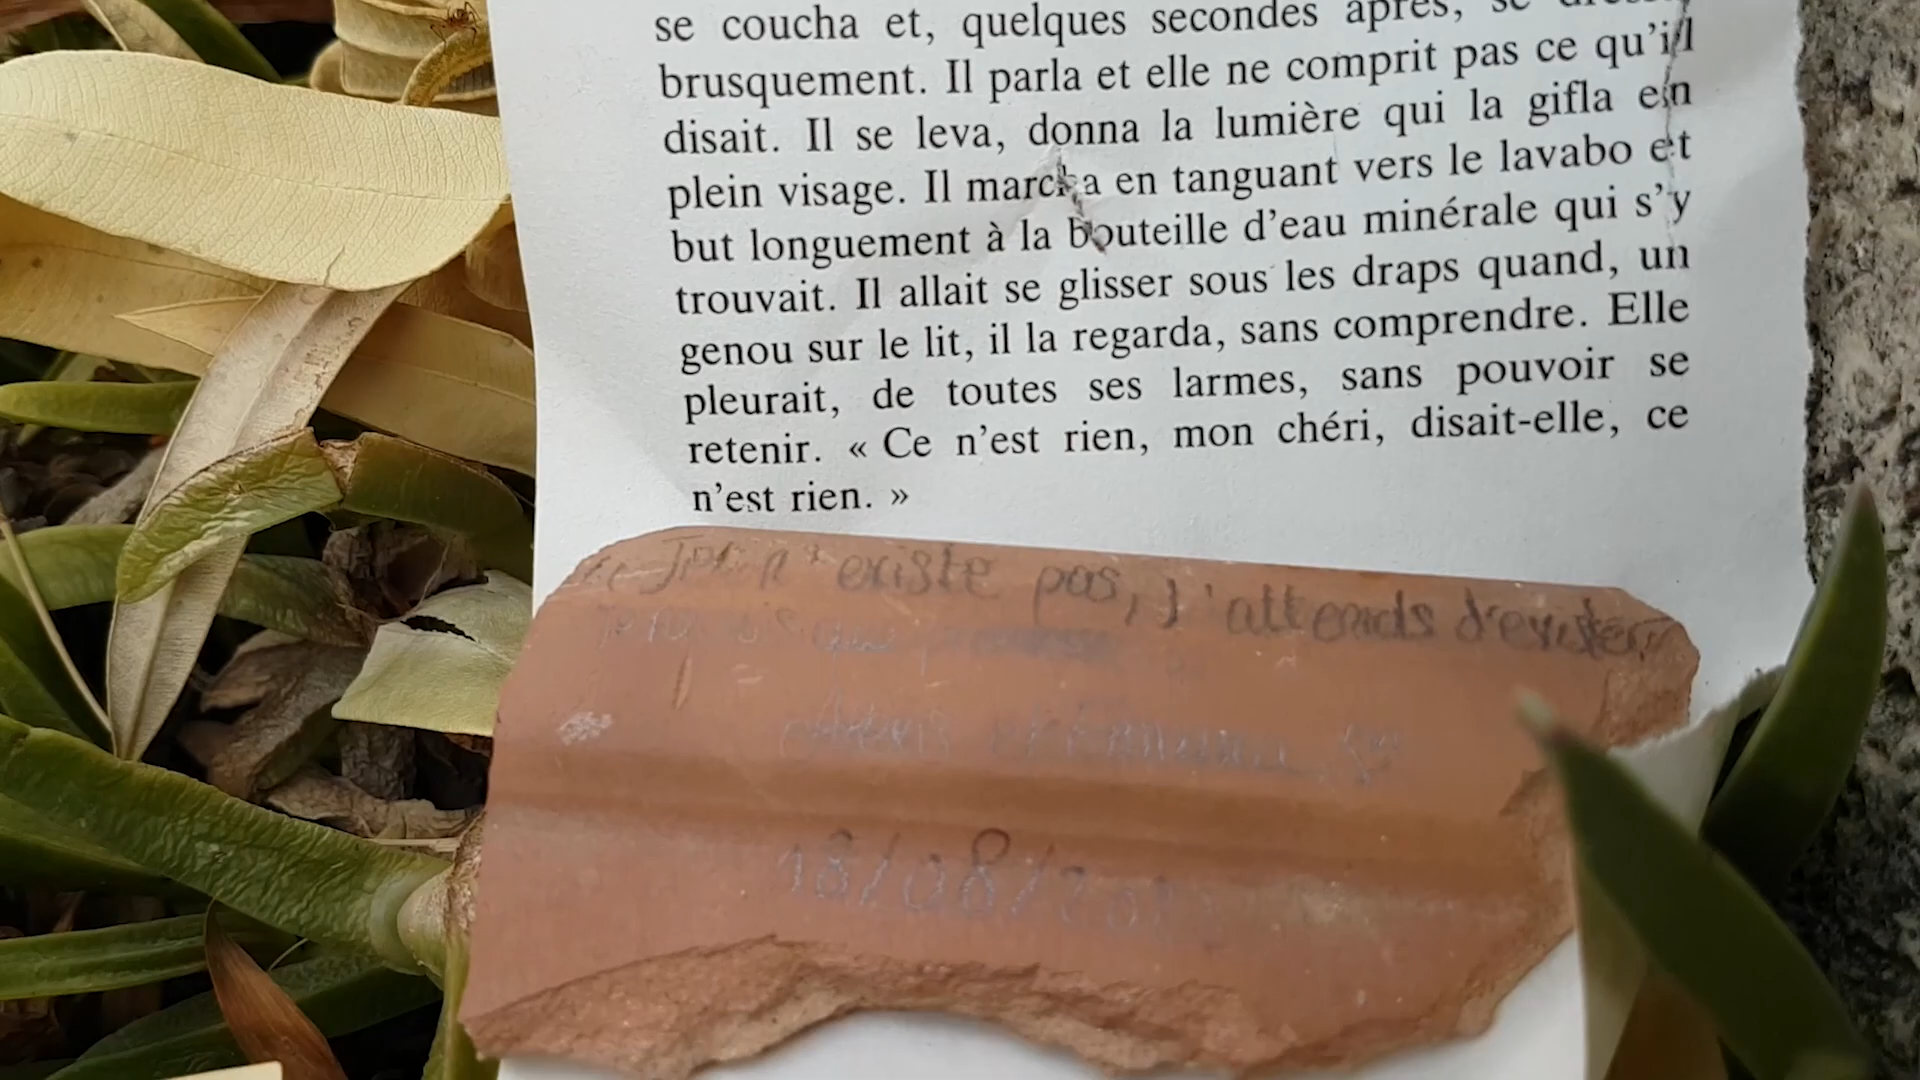 se coucha et, quelques secondes après, se
brusquement. Il parla et elle ne comprit pas ce qu'il
disait. Il se leva, donna la lumière qui la gifla en
plein visage. Il marcha en tanguant vers le lavabo et
but longuement à la bouteille d'eau minérale qui s'y
trouvait. Il allait se glisser sous les draps quand, un
genou sur le lit, il la regarda, sans comprendre. Elle
pleurait, de toutes ses larmes, sans pouvoir se
retenir. « Ce n'est rien, mon chéri, disait-elle, ce
n'est rien. »
n'existe pas, j'attends d'exister,
18/08/